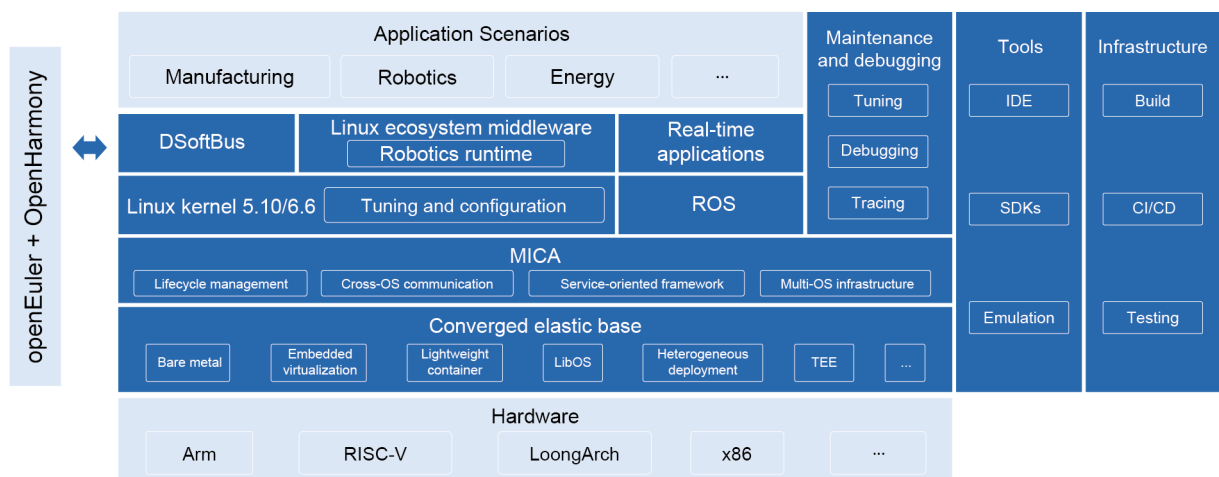 openEuler + OpenHarmony
Application Scenarios
Manufacturing
Robotics
Energy
...
DSoftBus
Linux ecosystem middleware
Robotics runtime
Real-time
applications
Linux kernel 5.10/6.6
Tuning and configuration
ROS
Maintenance
and debugging
Tuning
Debugging
Tracing
MICA
Lifecycle management
Cross-OS communication
Service-oriented framework
Multi-OS infrastructure
Converged elastic base
Bare metal
Embedded
virtualization
Lightweight
container
LibOS
Heterogeneous
deployment
TEE
...
Hardware
Arm
RISC-V
LoongArch
x86
...
Tools
IDE
SDKs
Emulation
Infrastructure
Build
CI/CD
Testing